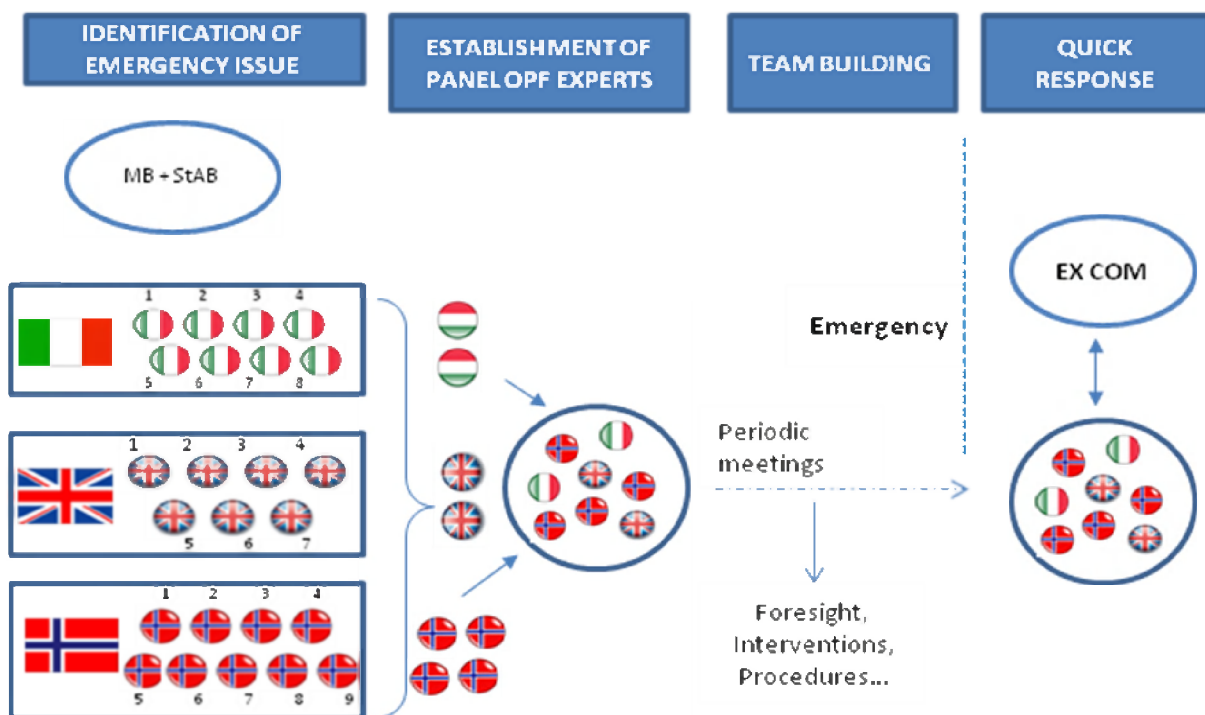 IDENTIFICATION OF
EMERGENCY ISSUE
ESTABLISHMENT OF
PANEL OPF EXPERTS
TEAM BUILDING
QUICK
RESPONSE
MB + StAB
1 2 3 4
5 6 7 8
1 2 3 4
5 6 7
1 2 3 4
5 6 7 8 9
Emergency
Periodic
meetings
Foresight,
Interventions,
Procedures...
EX COM